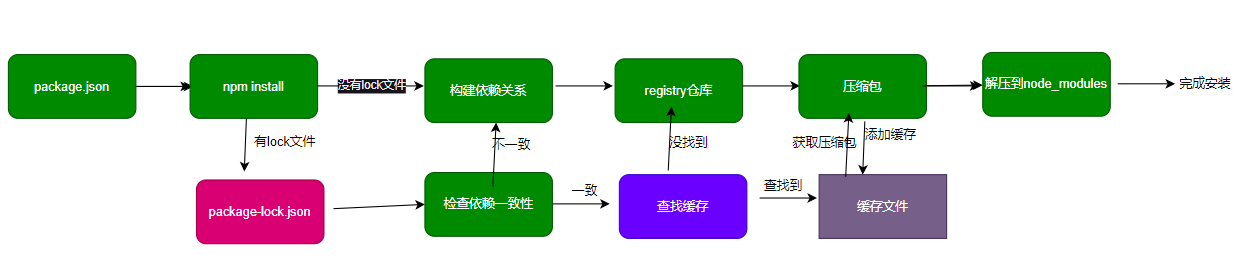 package.json
npm install
没有lock文件
构建依赖关系
registry仓库
压缩包
解压到node_modules
完成安装
有lock文件
不一致
没找到
获取压缩包
添加缓存
package-lock.json
检查依赖一致性
一致
查找缓存
查找到
缓存文件